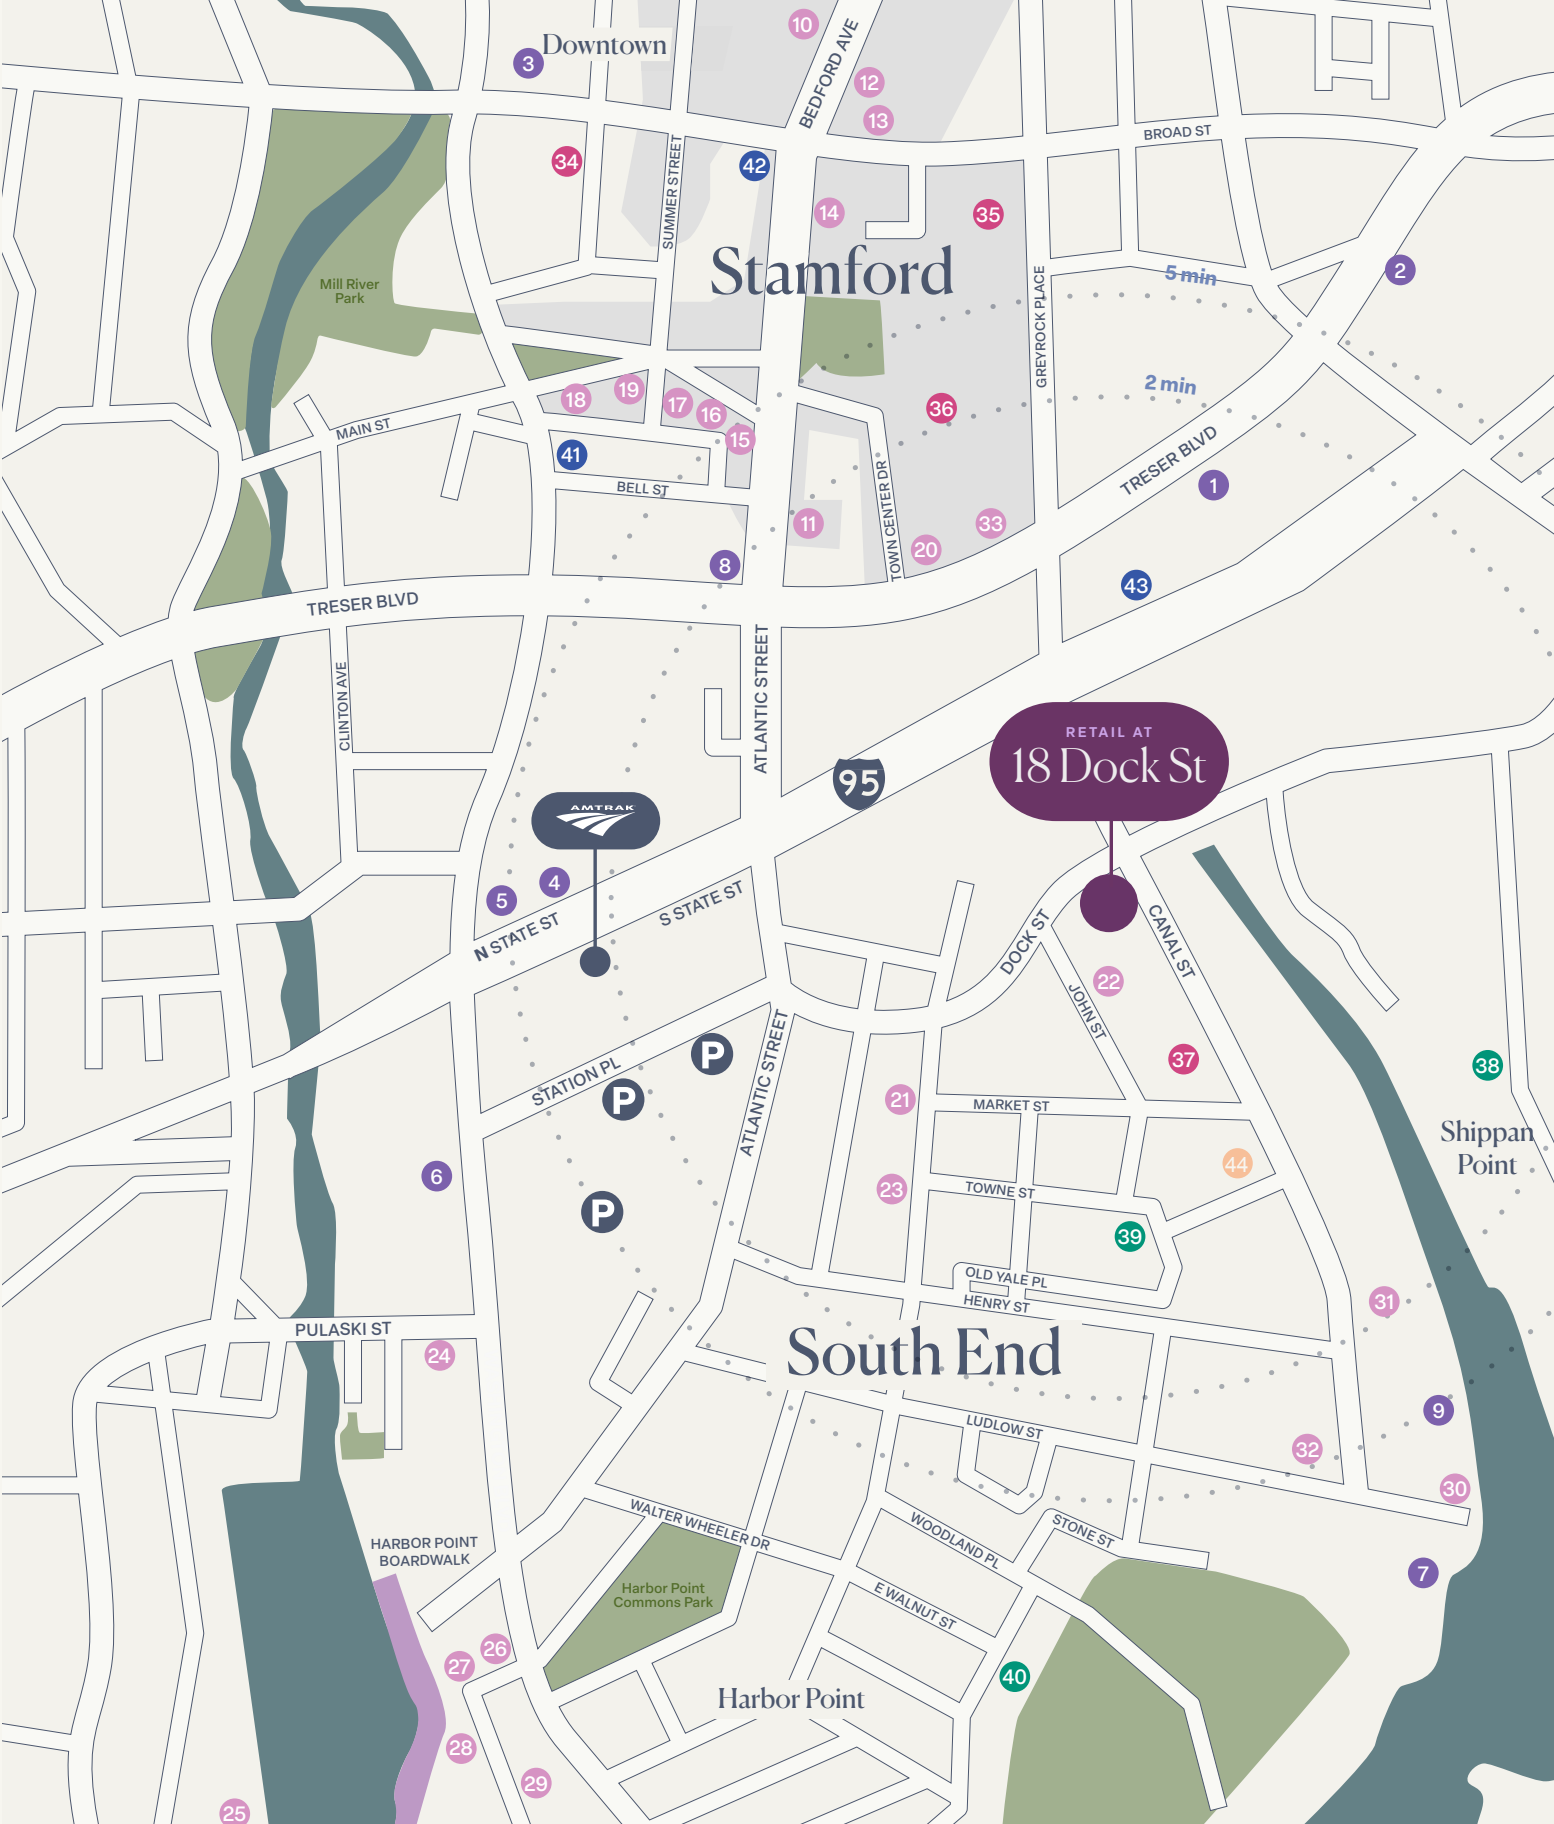 10
BEDFORD AVE
Downtown
3
12
13
BROAD ST
34
SUMMER STREET
42
14
35
Stamford
Mill River
Park
GREYROCK PLACE
5 min
2
2 min
18
19
17
16
15
36
MAIN ST
41
BELL ST
TRESER BLVD
1
TOWN CENTER DR
11
33
20
8
43
TRESER BLVD
CLINTON AVE
ATLANTIC STREET
RETAIL AT
18 Dock St
95
AMTRAK
4
5
N STATE ST
S STATE ST
DOCK ST
CANAL ST
22
JOHN ST
P
37
38
STATION PL
P
ATLANTIC STREET
21
MARKET ST
Shippan
Point
6
44
23
TOWNE ST
P
39
OLD YALE PL
HENRY ST
31
PULASKI ST
24
South End
9
LUDLOW ST
32
30
WALTER WHEELER DR
WOODLAND PL
STONE ST
HARBOR POINT
BOARDWALK
7
Harbor Point
Commons Park
E WALNUT ST
26
27
40
Harbor Point
28
29
25